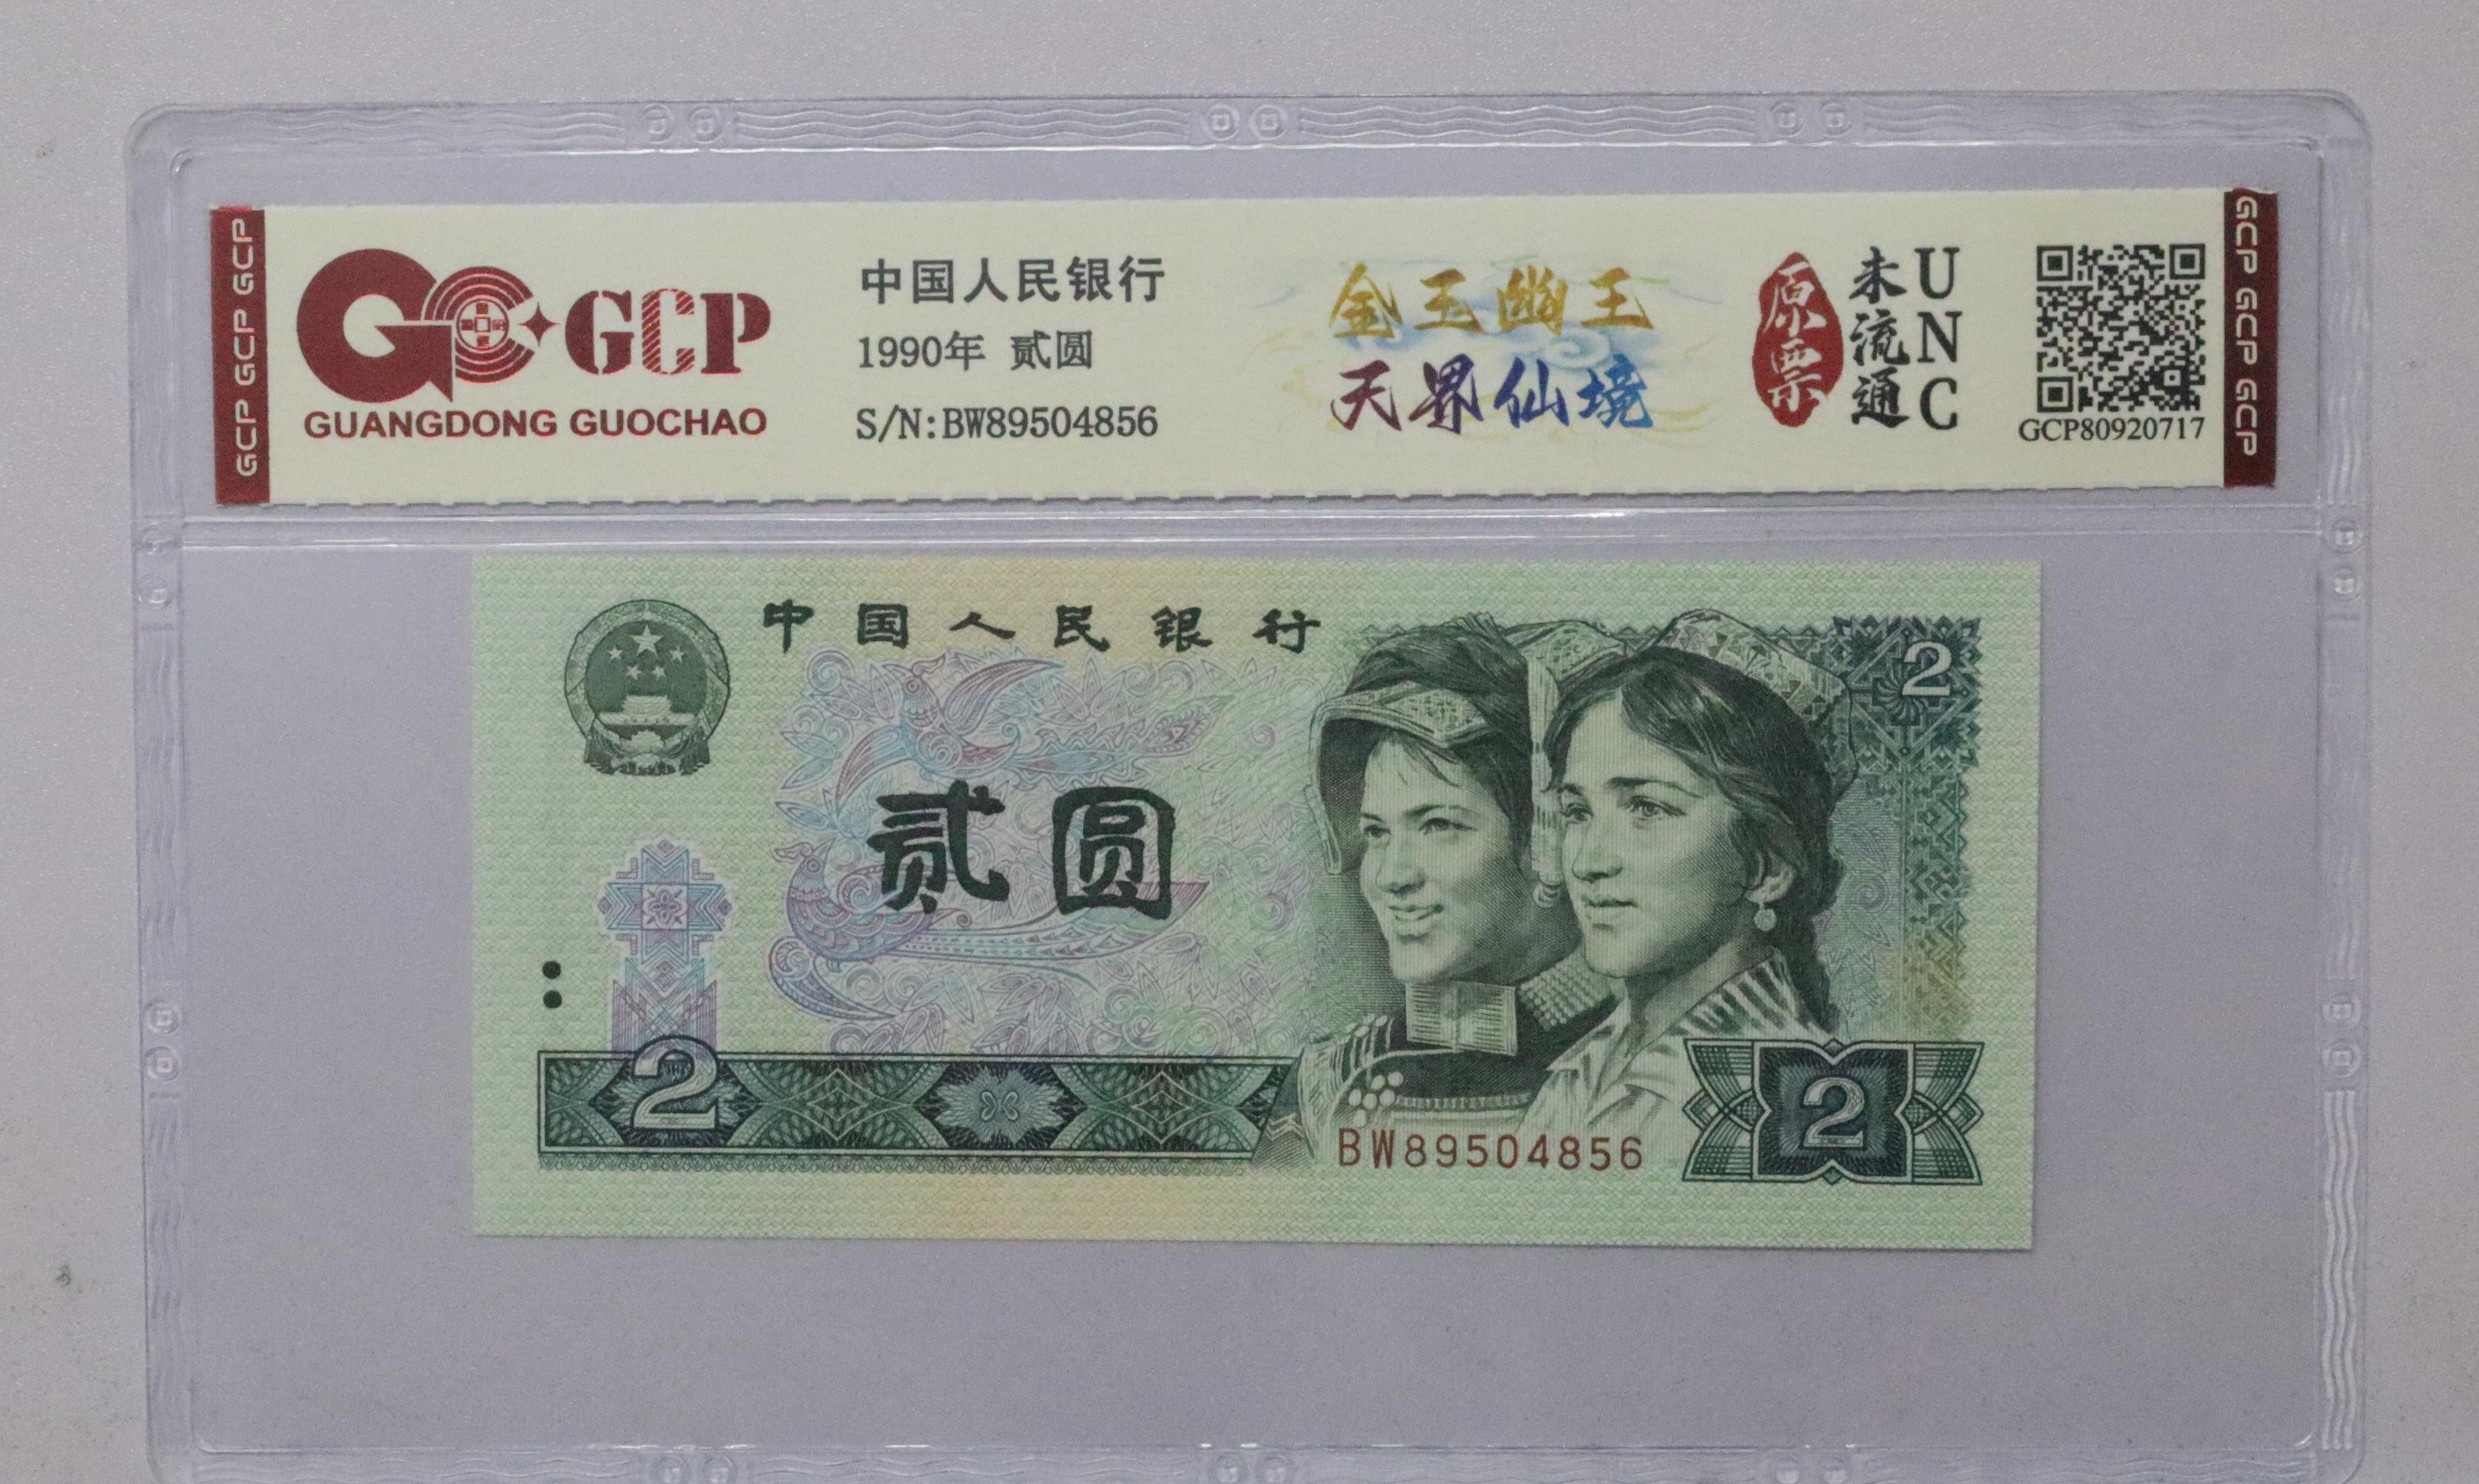 GCP GCP GCP
GCP
GUANGDONG GUOCHAO
中国人民银行
1990年 贰圆
S/N:BW89504856
金玉幽王
天界仙境
原票
未流通
UNC
GCP80920717
GCP GCP GCP
中国人民银行
2
贰圆
2
BW89504856
2